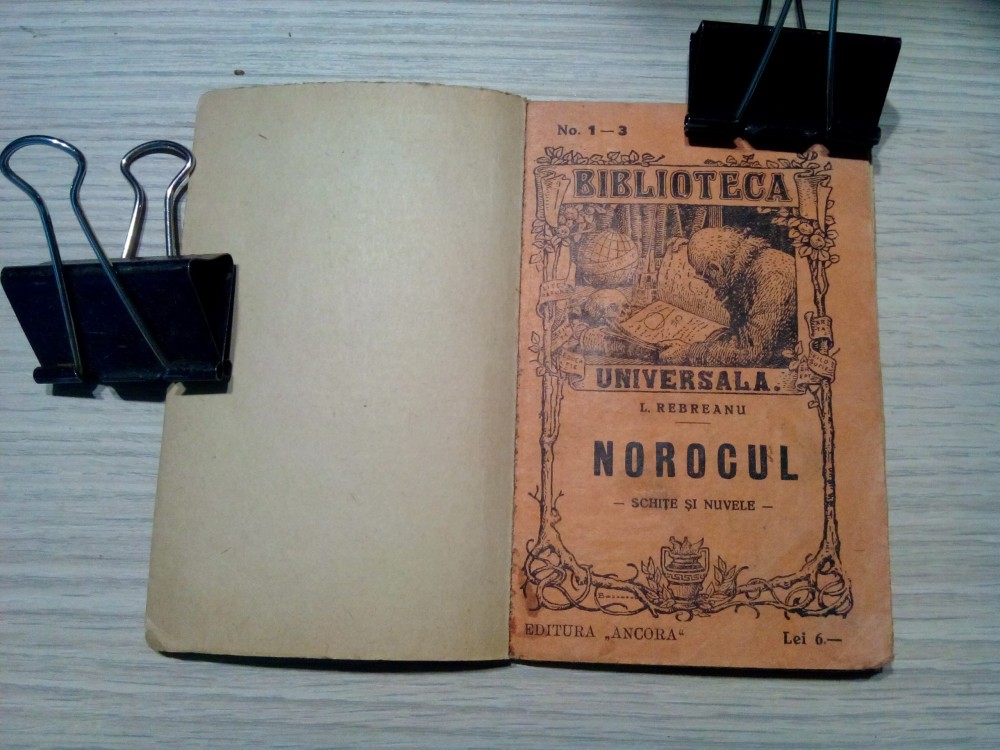 No. 1 — 3
BIBLIOTECA
UNIVERSALA.
L. REBREANU
NOROCUL
— SCHIȚE ȘI NUVELE —
EDITURA „ANCORA“
Lei 6.—